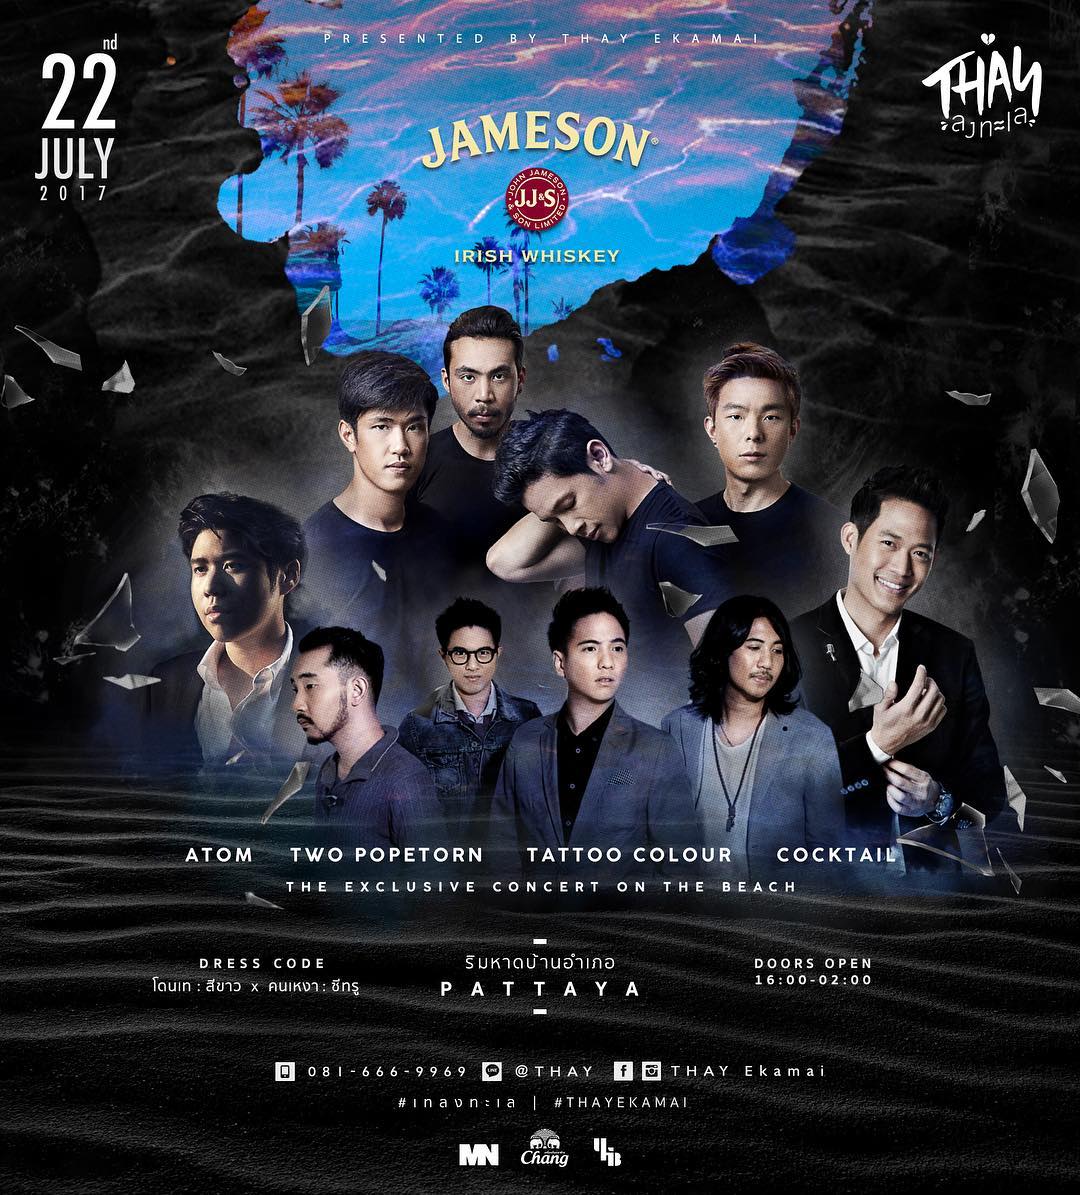 PRESENTED BY THAY EKAMAI
22nd
JULY
2017
THAY
ลงทะเล
JAMESON®
JOHN JAMESON
JJ&S
& SON LIMITED
IRISH WHISKEY
ATOM TWO POPETORN TATTOO COLOUR COCKTAIL
THE EXCLUSIVE CONCERT ON THE BEACH
DRESS CODE
โดนเท : สีขาว x คนเหงา : ซีทรู
ริมหาดบ้านอำเภอ
PATTAYA
DOORS OPEN
16:00-02:00
081-666-9969 LINE @THAY f THAY Ekamai
#เทลงทะเล | #THAYEKAMAI
MN Chang